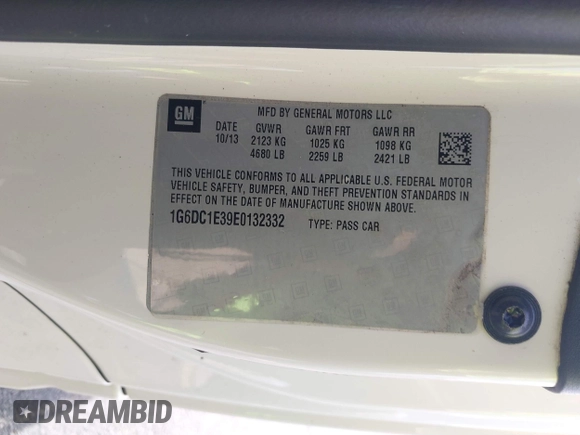 GM
MFD BY GENERAL MOTORS LLC
DATE GVWR GAWR FRT GAWR RR
10/13 2123 KG 1025 KG 1098 KG
4680 LB 2259 LB 2421 LB
THIS VEHICLE CONFORMS TO ALL APPLICABLE U.S. FEDERAL MOTOR
VEHICLE SAFETY, BUMPER, AND THEFT PREVENTION STANDARDS IN
EFFECT ON THE DATE OF MANUFACTURE SHOWN ABOVE.
1G6DC1E39E0132332 TYPE: PASS CAR
DREAMBID